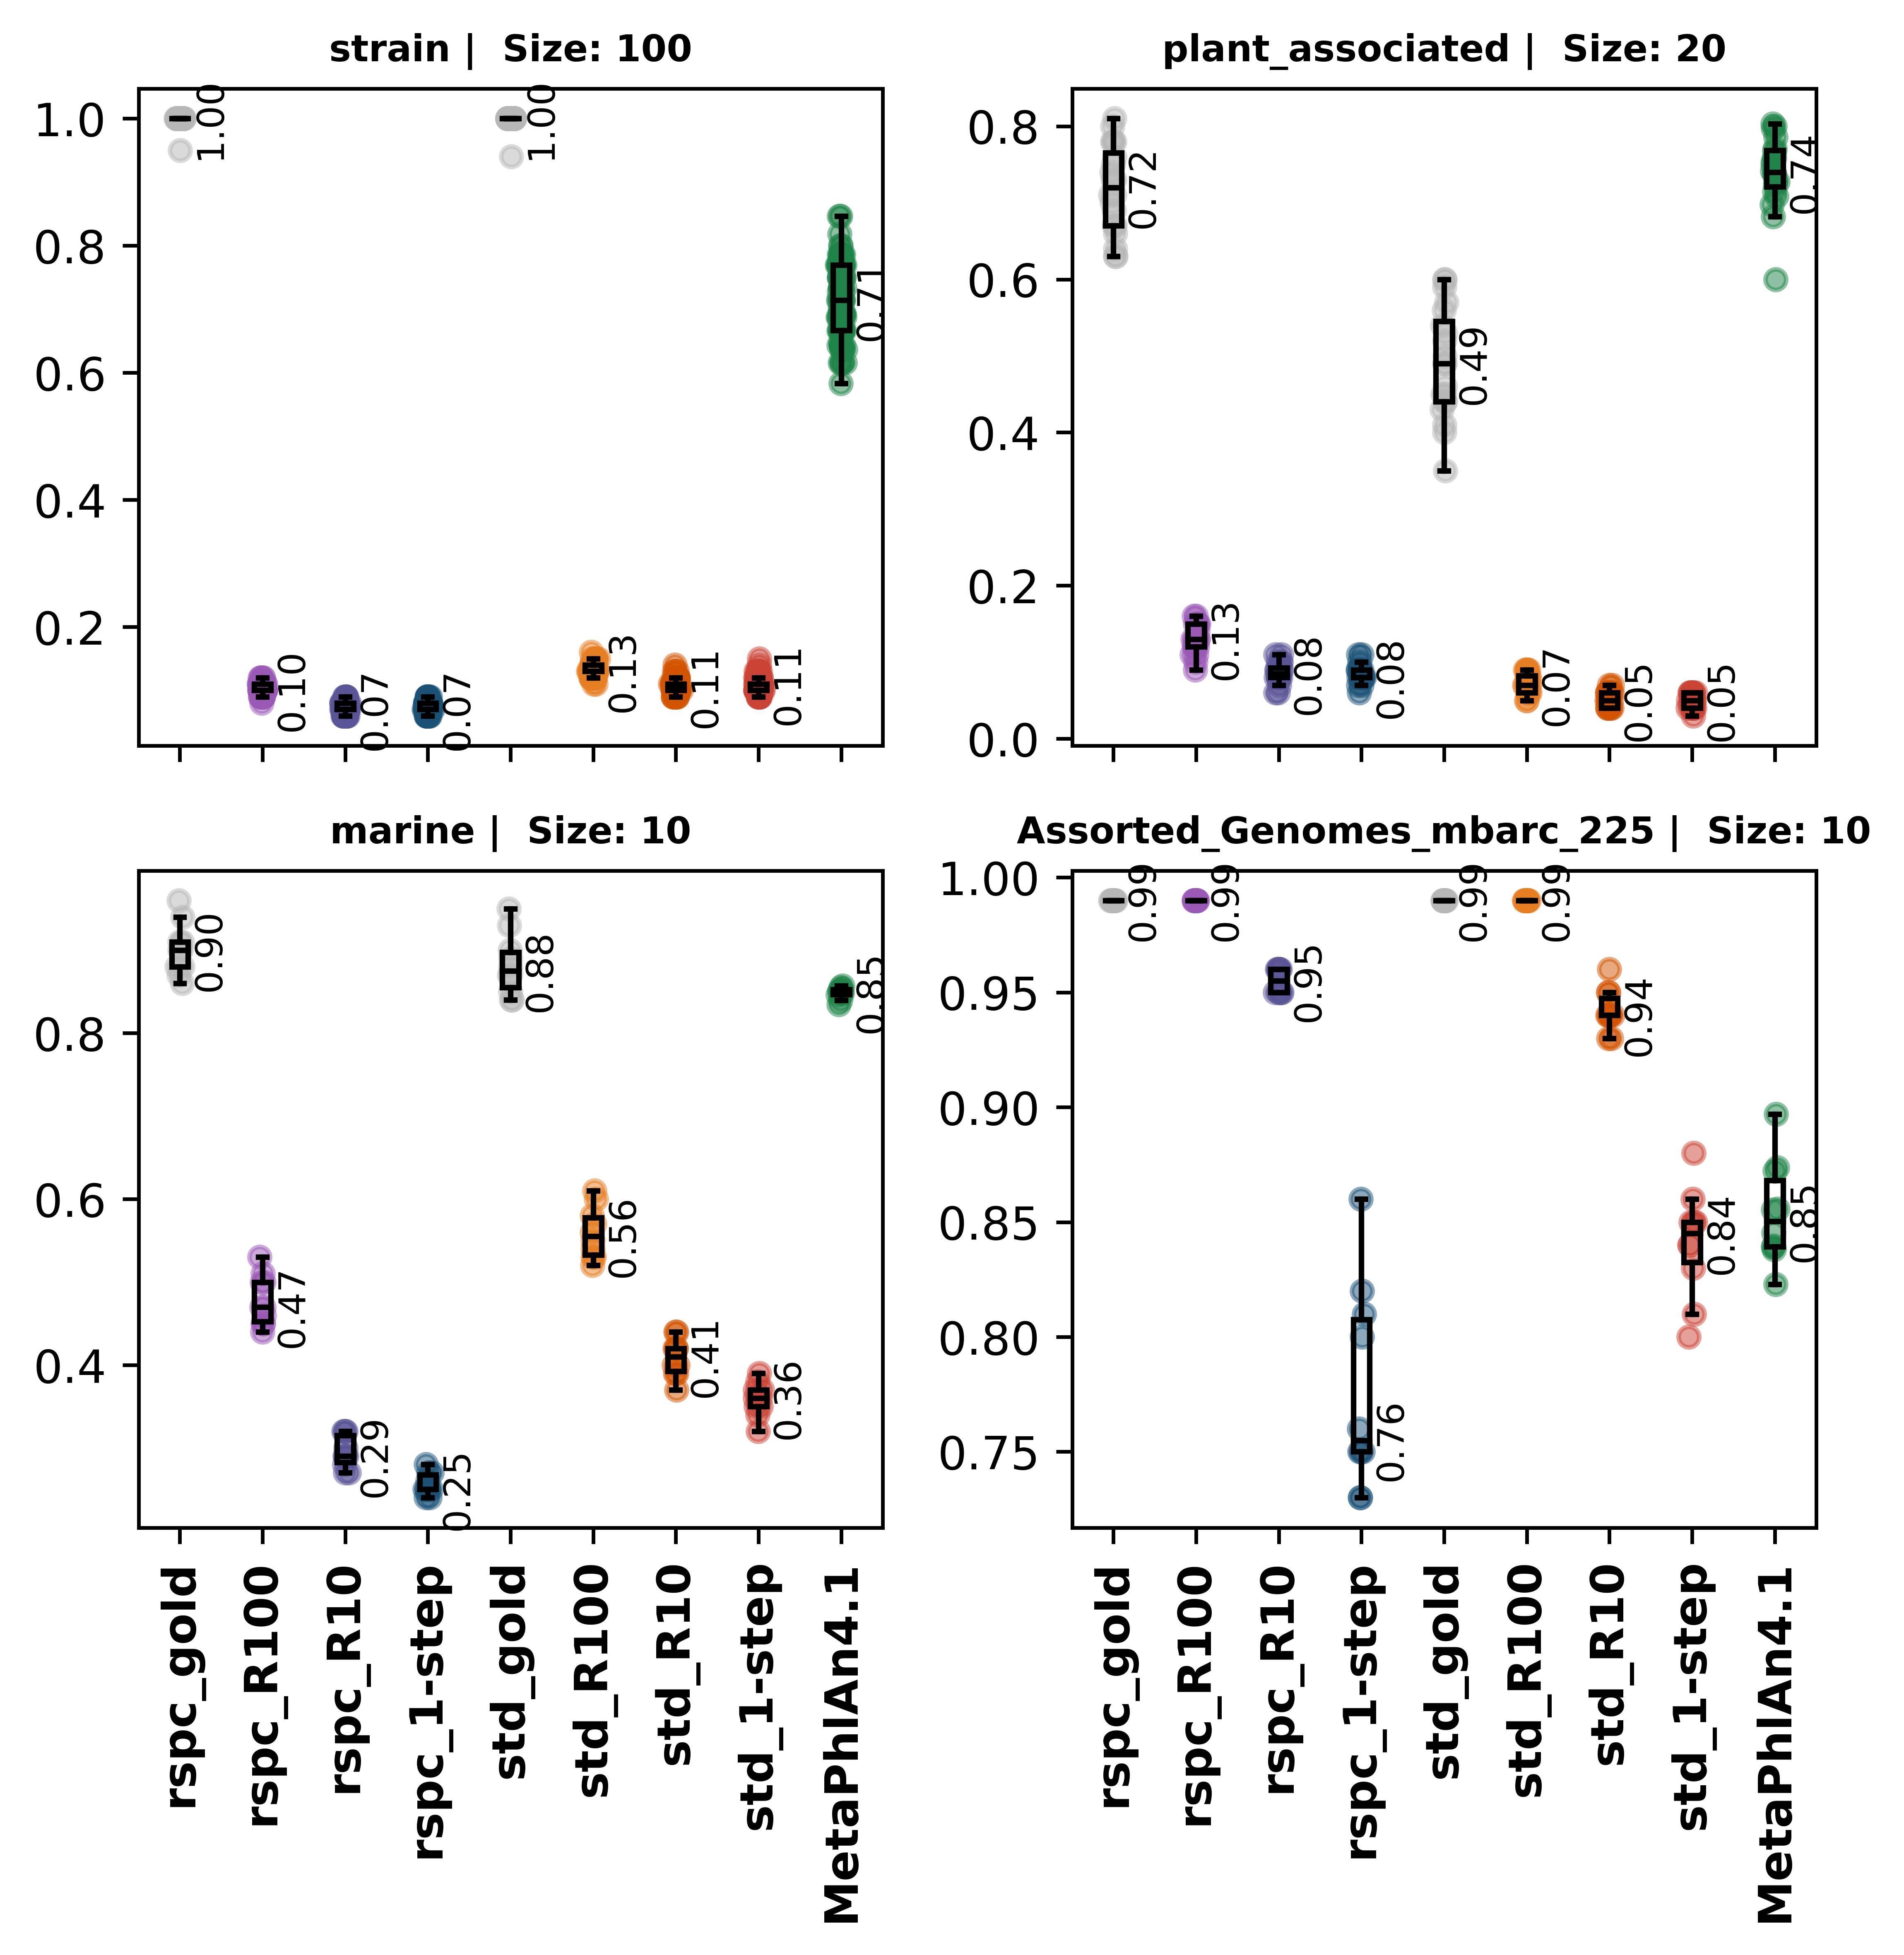 strain |  Size: 100
1.0
0.8
0.6
0.4
0.2
1.00
0.10
0.07
0.07
1.00
0.13
0.11
0.11
0.71
plant_associated |  Size: 20
0.8
0.6
0.4
0.2
0.0
0.72
0.13
0.08
0.08
0.49
0.07
0.05
0.05
0.74
marine |  Size: 10
0.8
0.6
0.4
0.90
0.47
0.29
0.25
0.88
0.56
0.41
0.36
0.85
Assorted_Genomes_mbarc_225 |  Size: 10
1.00
0.95
0.90
0.85
0.80
0.75
0.99
0.99
0.95
0.76
0.99
0.99
0.94
0.84
0.85
rspc_gold
rspc_R100
rspc_R10
rspc_1-step
std_gold
std_R100
std_R10
std_1-step
MetaPhlAn4.1
rspc_gold
rspc_R100
rspc_R10
rspc_1-step
std_gold
std_R100
std_R10
std_1-step
MetaPhlAn4.1